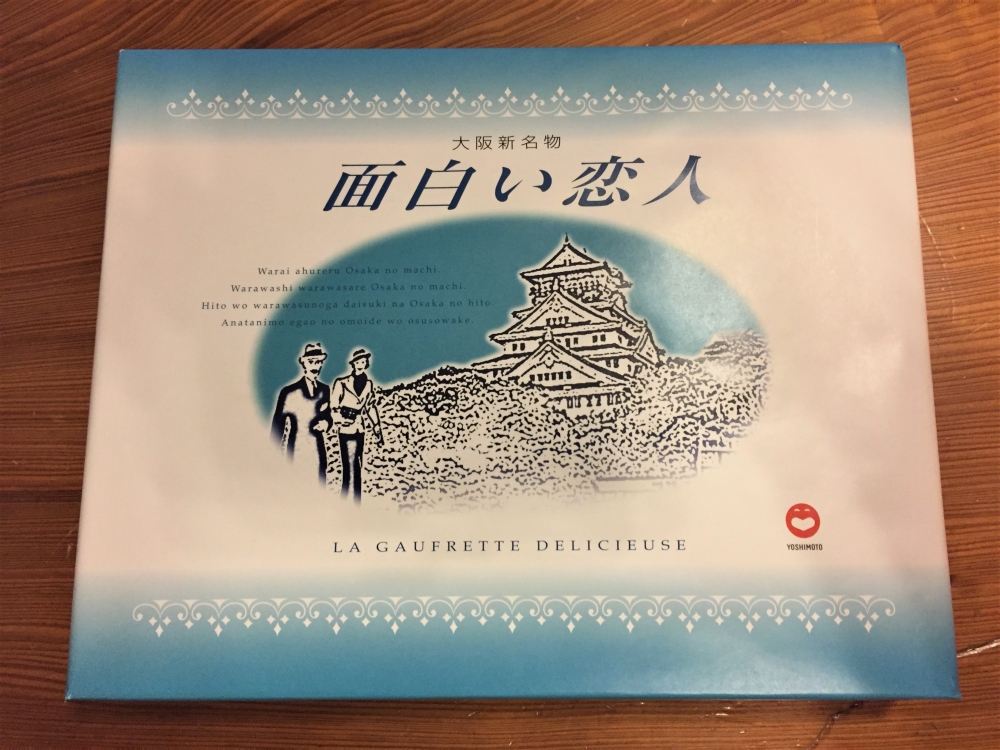 大阪新名物
面白い恋人
Warai ahureru Osaka no machi.
Warawashi warawasare Osaka no machi.
Hito wo warawasunoga daisuki na Osaka no hito.
Anatanimo egao no omoide wo osusowake.
LA GAUFRETTE DELICIEUSE
YOSHIMOTO